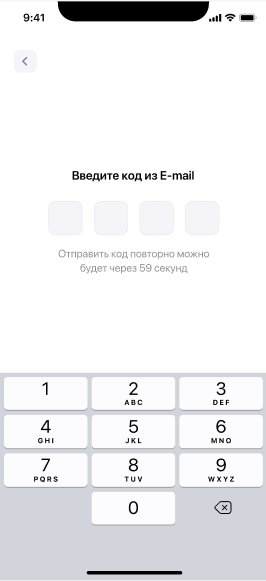 9:41
Введите код из E-mail
Отправить код повторно можно
будет через 59 секунд
1
2
ABC
3
DEF
4
GHI
5
JKL
6
MNO
7
PQRS
8
TUV
9
WXYZ
0